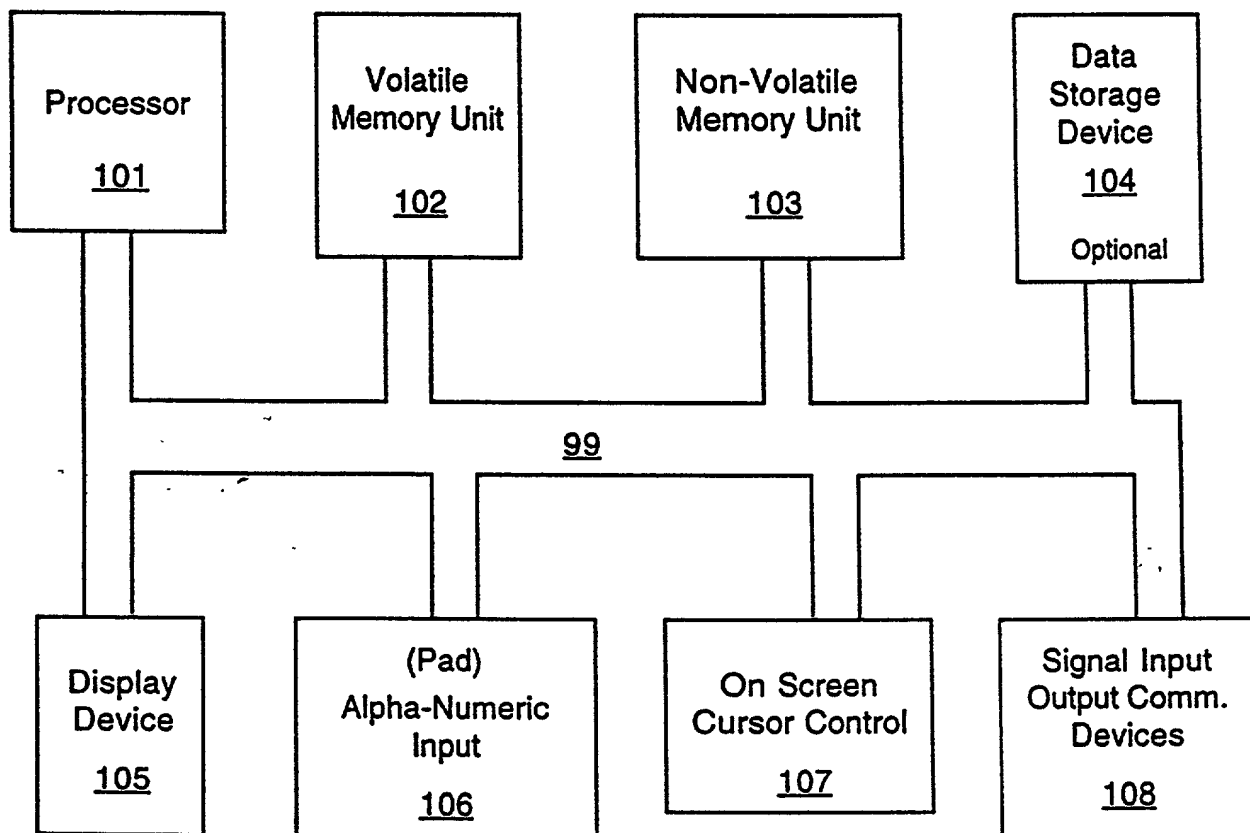 Processor
101
Volatile
Memory Unit
102
Non-Volatile
Memory Unit
103
Data
Storage
Device
104
Optional
99
Display
Device
105
(Pad)
Alpha-Numeric
Input
106
On Screen
Cursor Control
107
Signal Input
Output Comm.
Devices
108